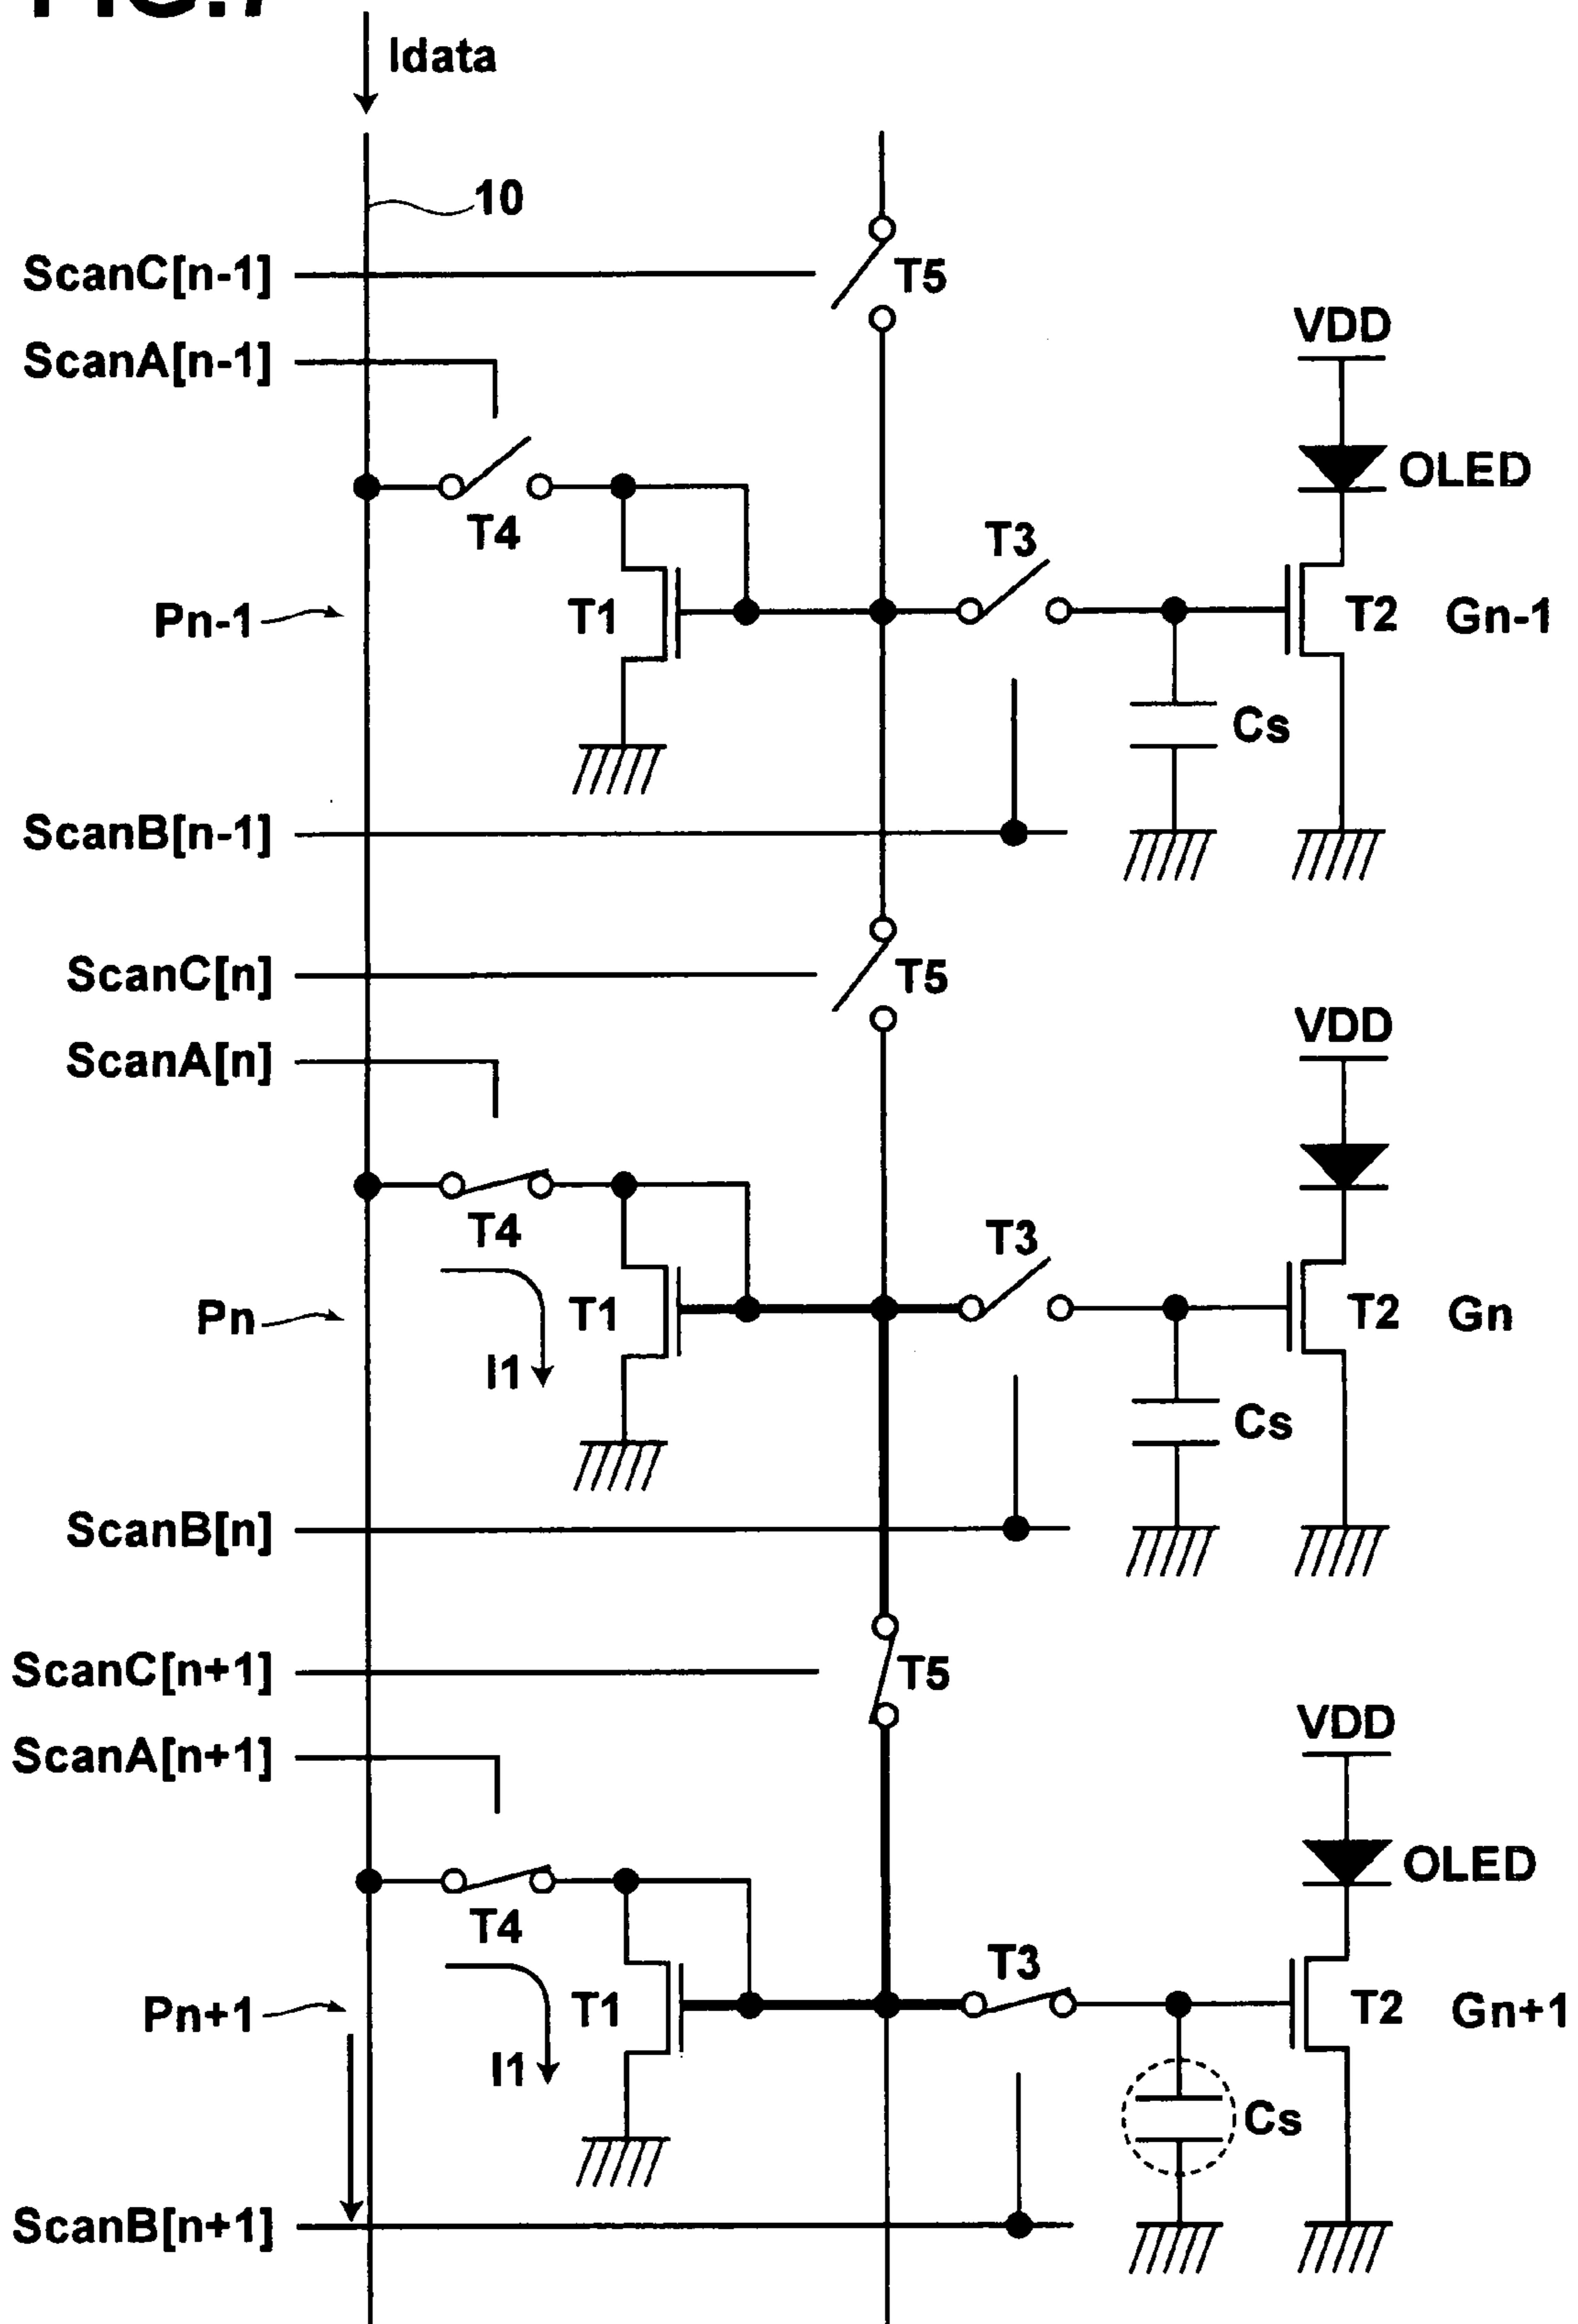 Idata
10
ScanC[n-1]
T5
ScanA[n-1]
VDD
OLED
T4
T3
Pn-1
T1
T2
Gn-1
Cs
ScanB[n-1]
ScanC[n]
T5
ScanA[n]
VDD
T4
T3
Pn
T1
T2
Gn
I1
Cs
ScanB[n]
ScanC[n+1]
T5
ScanA[n+1]
VDD
OLED
T4
T3
Pn+1
T1
T2
Gn+1
I1
Cs
ScanB[n+1]